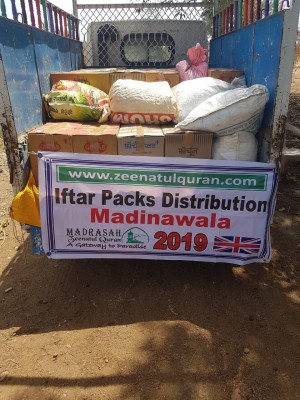 www.zeenatulquran.com
Iftar Packs Distribution
Madinawala
MADRASAH
Zeenatul Quran
A Gateway to Paradise
2019